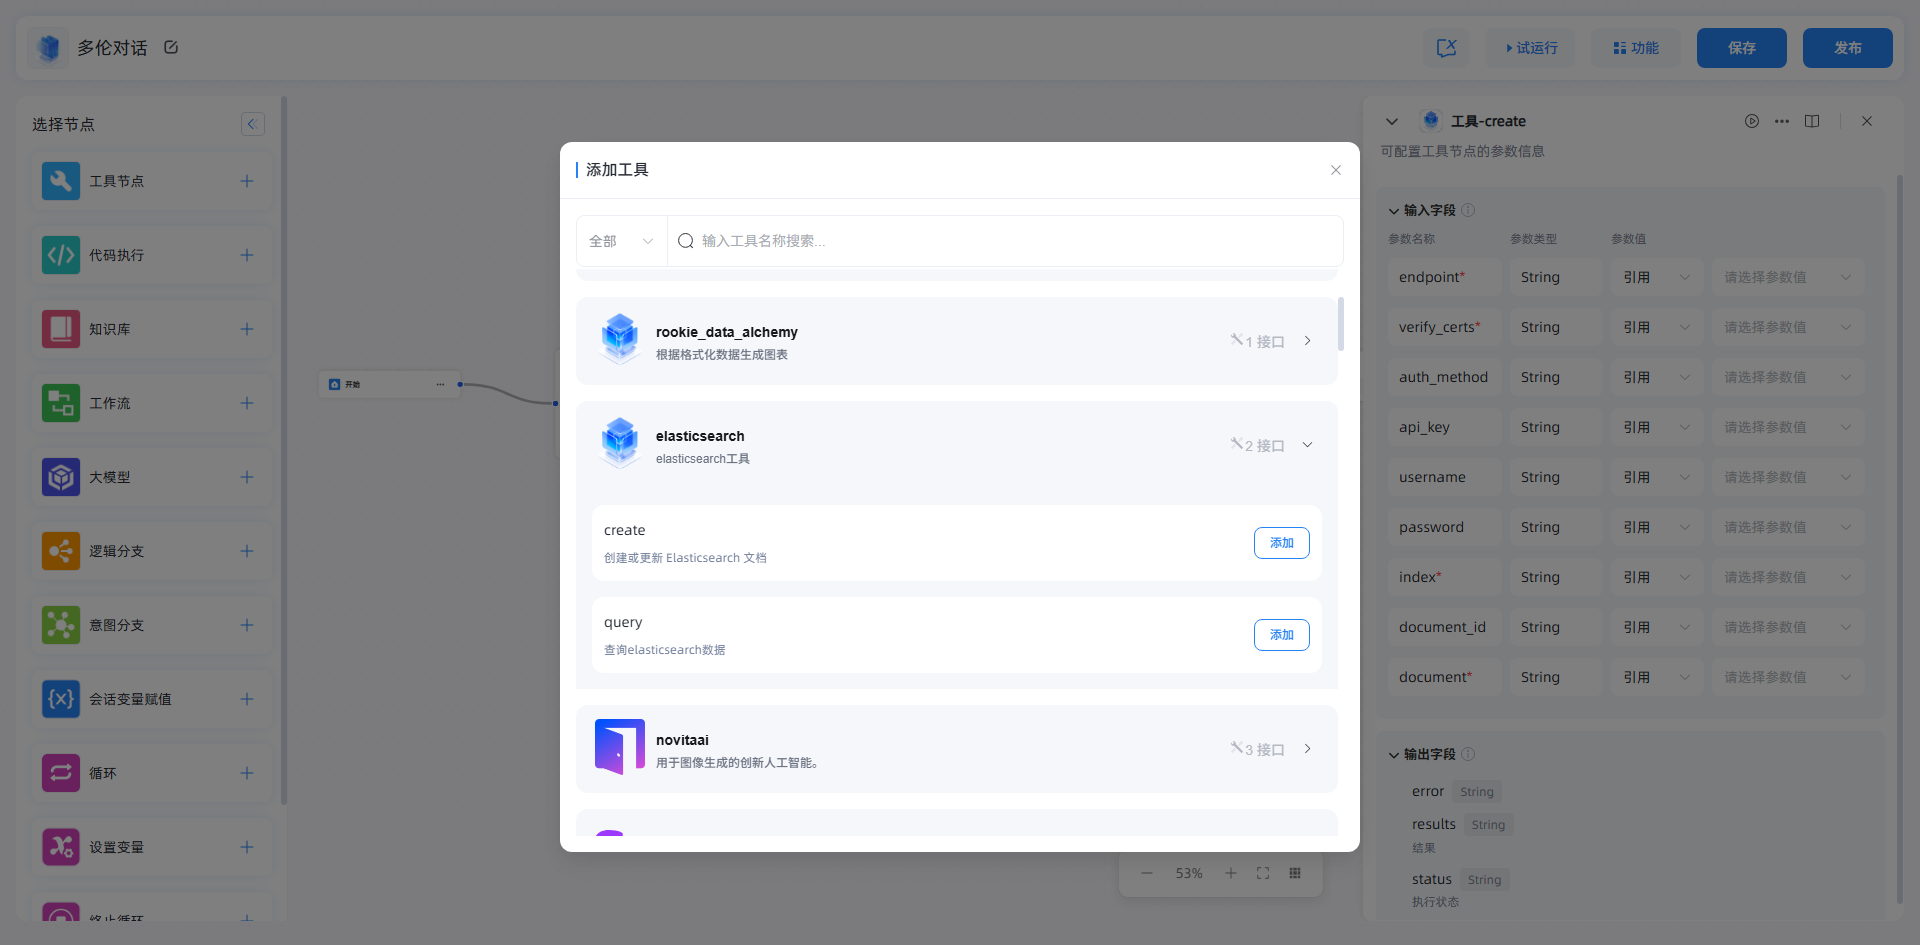 多伦对话
试运行
功能
保存
发布
选择节点
工具节点
代码执行
知识库
工作流
大模型
逻辑分支
意图分支
会话变量赋值
循环
设置变量
终止循环
开始
添加工具
全部
输入工具名称搜索...
rookie_data_alchemy
根据格式化数据生成图表
1 接口
elasticsearch
elasticsearch工具
2 接口
create
创建或更新 Elasticsearch 文档
添加
query
查询elasticsearch数据
添加
novitaai
用于图像生成的创新人工智能。
3 接口
53%
工具-create
可配置工具节点的参数信息
输入字段
参数名称 参数类型 参数值
endpoint* String 引用 请选择参数值
verify_certs* String 引用 请选择参数值
auth_method String 引用 请选择参数值
api_key String 引用 请选择参数值
username String 引用 请选择参数值
password String 引用 请选择参数值
index* String 引用 请选择参数值
document_id String 引用 请选择参数值
document* String 引用 请选择参数值
输出字段
error String
results String
结果
status String
执行状态